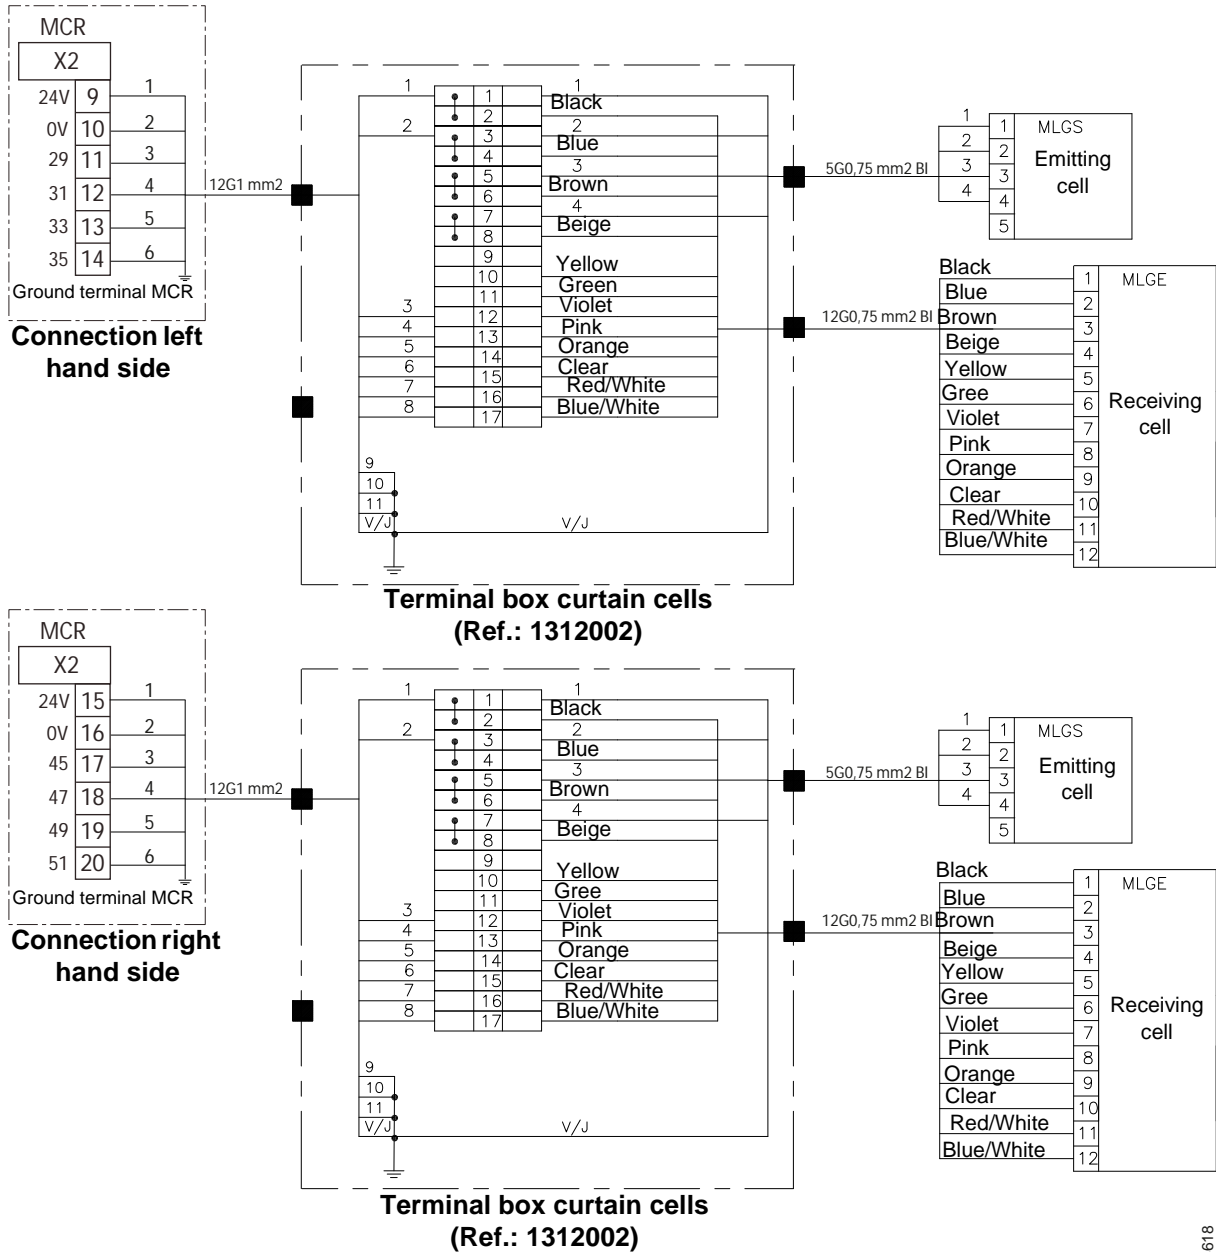 MCR
X2
24V 9 1
0V 10 2
29 11 3
31 12 4
33 13 5
35 14 6
Ground terminal MCR
Connection left
hand side
12G1 mm2
1
2
3
4
5
6
7
8
1
2
3
4
5
6
7
8
9
10
11
12
13
14
15
16
17
1
Black
2
Blue
3
Brown
4
Beige
Yellow
Green
Violet
Pink
Orange
Clear
Red/White
Blue/White
9
10
11
V/J
V/J
Terminal box curtain cells
(Ref.: 1312002)
5G0,75 mm2 BI
12G0,75 mm2 BI
1
2
3
4
1
2
3
4
5
MLGS
Emitting
cell
Black
Blue
Brown
Beige
Yellow
Gree
Violet
Pink
Orange
Clear
Red/White
Blue/White
1
2
3
4
5
6
7
8
9
10
11
12
MLGE
Receiving
cell
MCR
X2
24V 15 1
0V 16 2
45 17 3
47 18 4
49 19 5
51 20 6
Ground terminal MCR
Connection right
hand side
12G1 mm2
1
2
3
4
5
6
7
8
1
2
3
4
5
6
7
8
9
10
11
12
13
14
15
16
17
1
Black
2
Blue
3
Brown
4
Beige
Yellow
Gree
Violet
Pink
Orange
Clear
Red/White
Blue/White
9
10
11
V/J
V/J
Terminal box curtain cells
(Ref.: 1312002)
5G0,75 mm2 BI
12G0,75 mm2 BI
1
2
3
4
1
2
3
4
5
MLGS
Emitting
cell
Black
Blue
Brown
Beige
Yellow
Gree
Violet
Pink
Orange
Clear
Red/White
Blue/White
1
2
3
4
5
6
7
8
9
10
11
12
MLGE
Receiving
cell
618